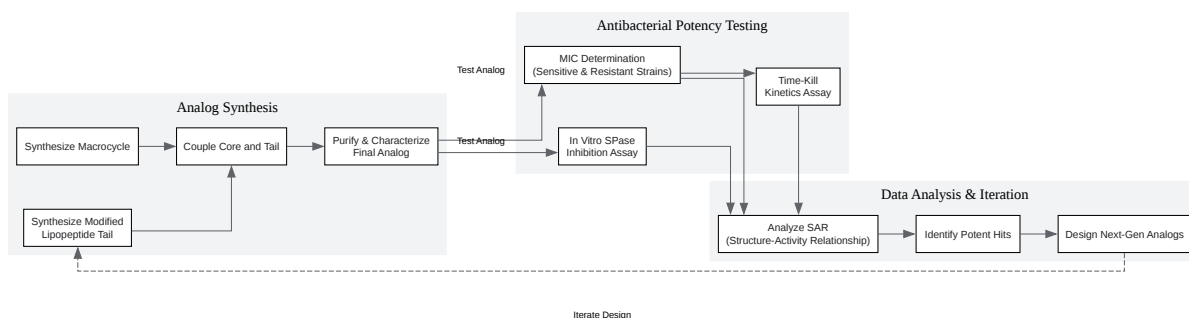 Antibacterial Potency Testing
MIC Determination
(Sensitive & Resistant Strains)
Test Analog
Time-Kill
Kinetics Assay
Analog Synthesis
Synthesize Macrocycle
Couple Core and Tail
Purify & Characterize
Final Analog
Test Analog
In Vitro SPase
Inhibition Assay
Data Analysis & Iteration
Synthesize Modified
Lipopeptide Tail
Analyze SAR
(Structure-Activity Relationship)
Identify Potent Hits
Design Next-Gen Analogs
Iterate Design